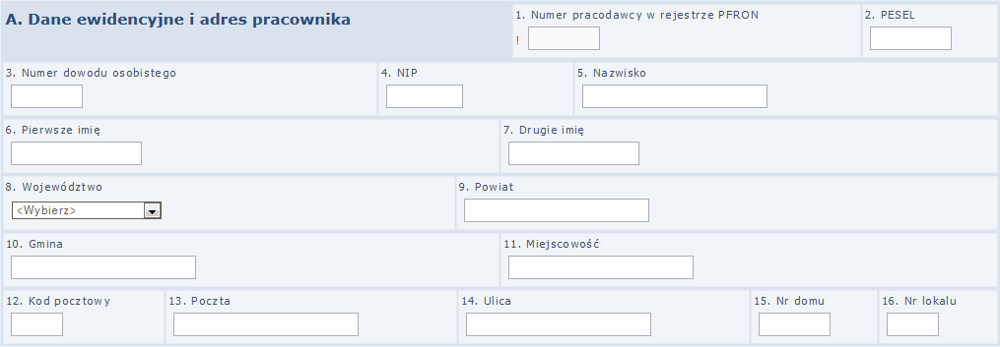 A. Dane ewidencyjne i adres pracownika
1. Numer pracodawcy w rejestrze PFRON
2. PESEL
!
3. Numer dowodu osobistego
4. NIP
5. Nazwisko
6. Pierwsze imię
7. Drugie imię
8. Województwo
9. Powiat
<Wybierz>
10. Gmina
11. Miejscowość
12. Kod pocztowy
13. Poczta
14. Ulica
15. Nr domu
16. Nr lokalu